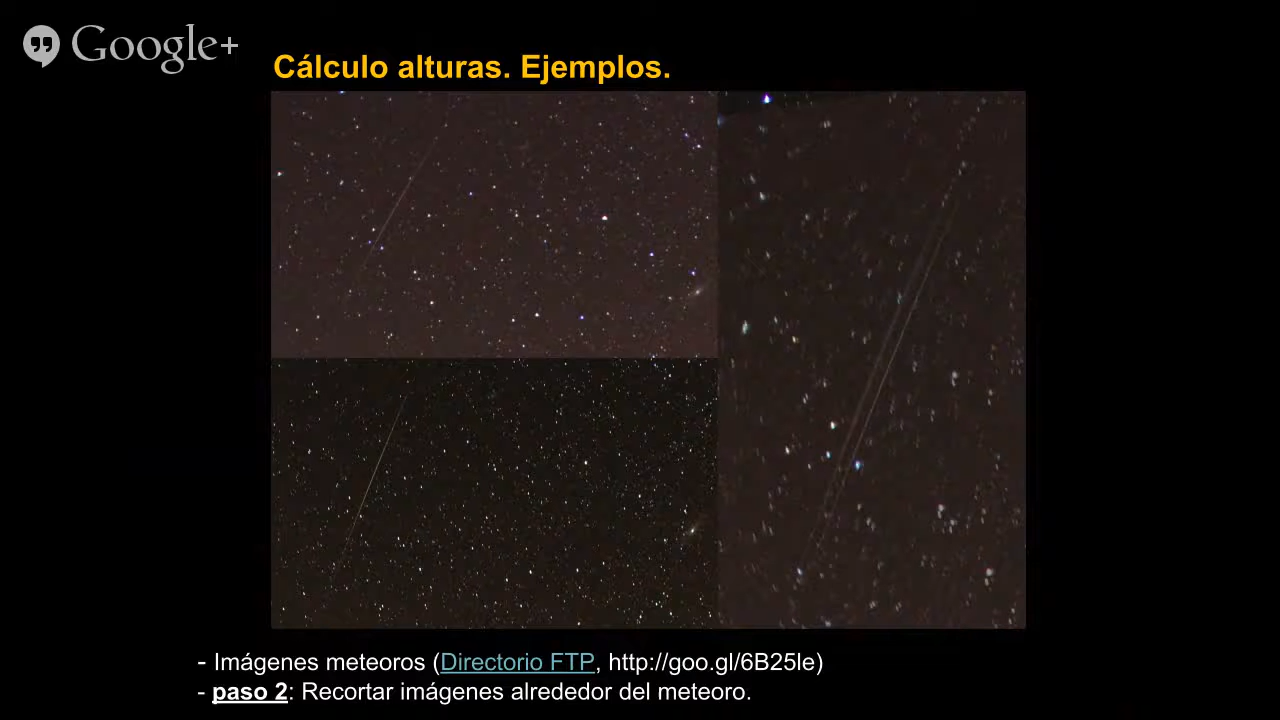 Google+
Cálculo alturas. Ejemplos.
- Imágenes meteoros (Directorio FTP, http://goo.gl/6B25le)
- paso 2: Recortar imágenes alrededor del meteoro.